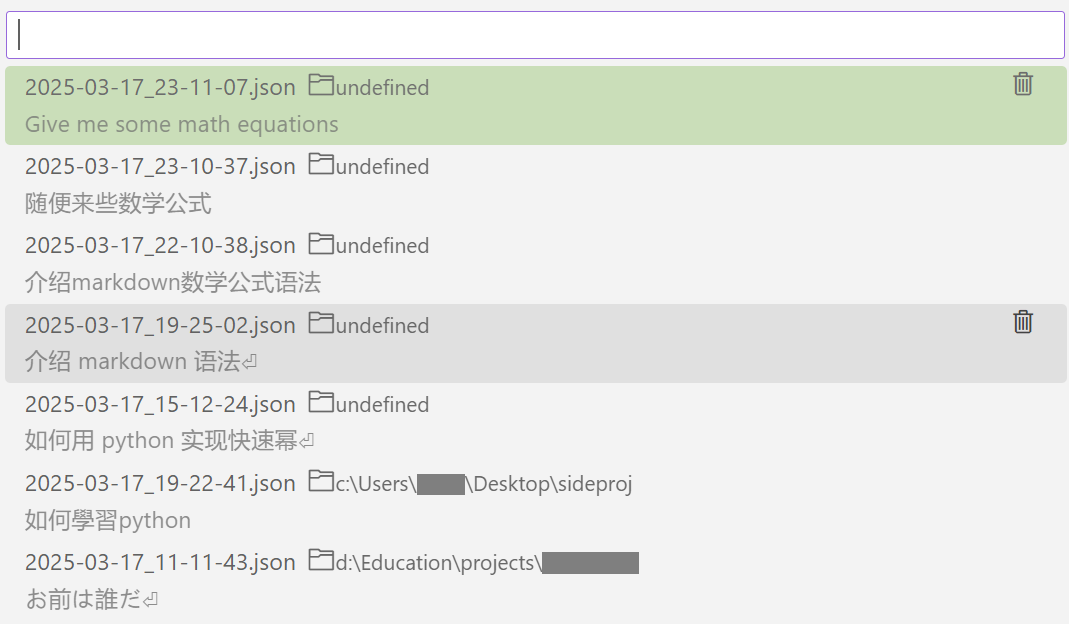 2025-03-17_23-11-07.json undefined
Give me some math equations
2025-03-17_23-10-37.json undefined
随便来些数学公式
2025-03-17_22-10-38.json undefined
介绍markdown数学公式语法
2025-03-17_19-25-02.json undefined
介绍 markdown 语法⏎
2025-03-17_15-12-24.json undefined
如何用 python 实现快速幂⏎
2025-03-17_19-22-41.json c:\Users\ \Desktop\sideproj
如何學習python
2025-03-17_11-11-43.json d:\Education\projects\
お前は誰だ⏎